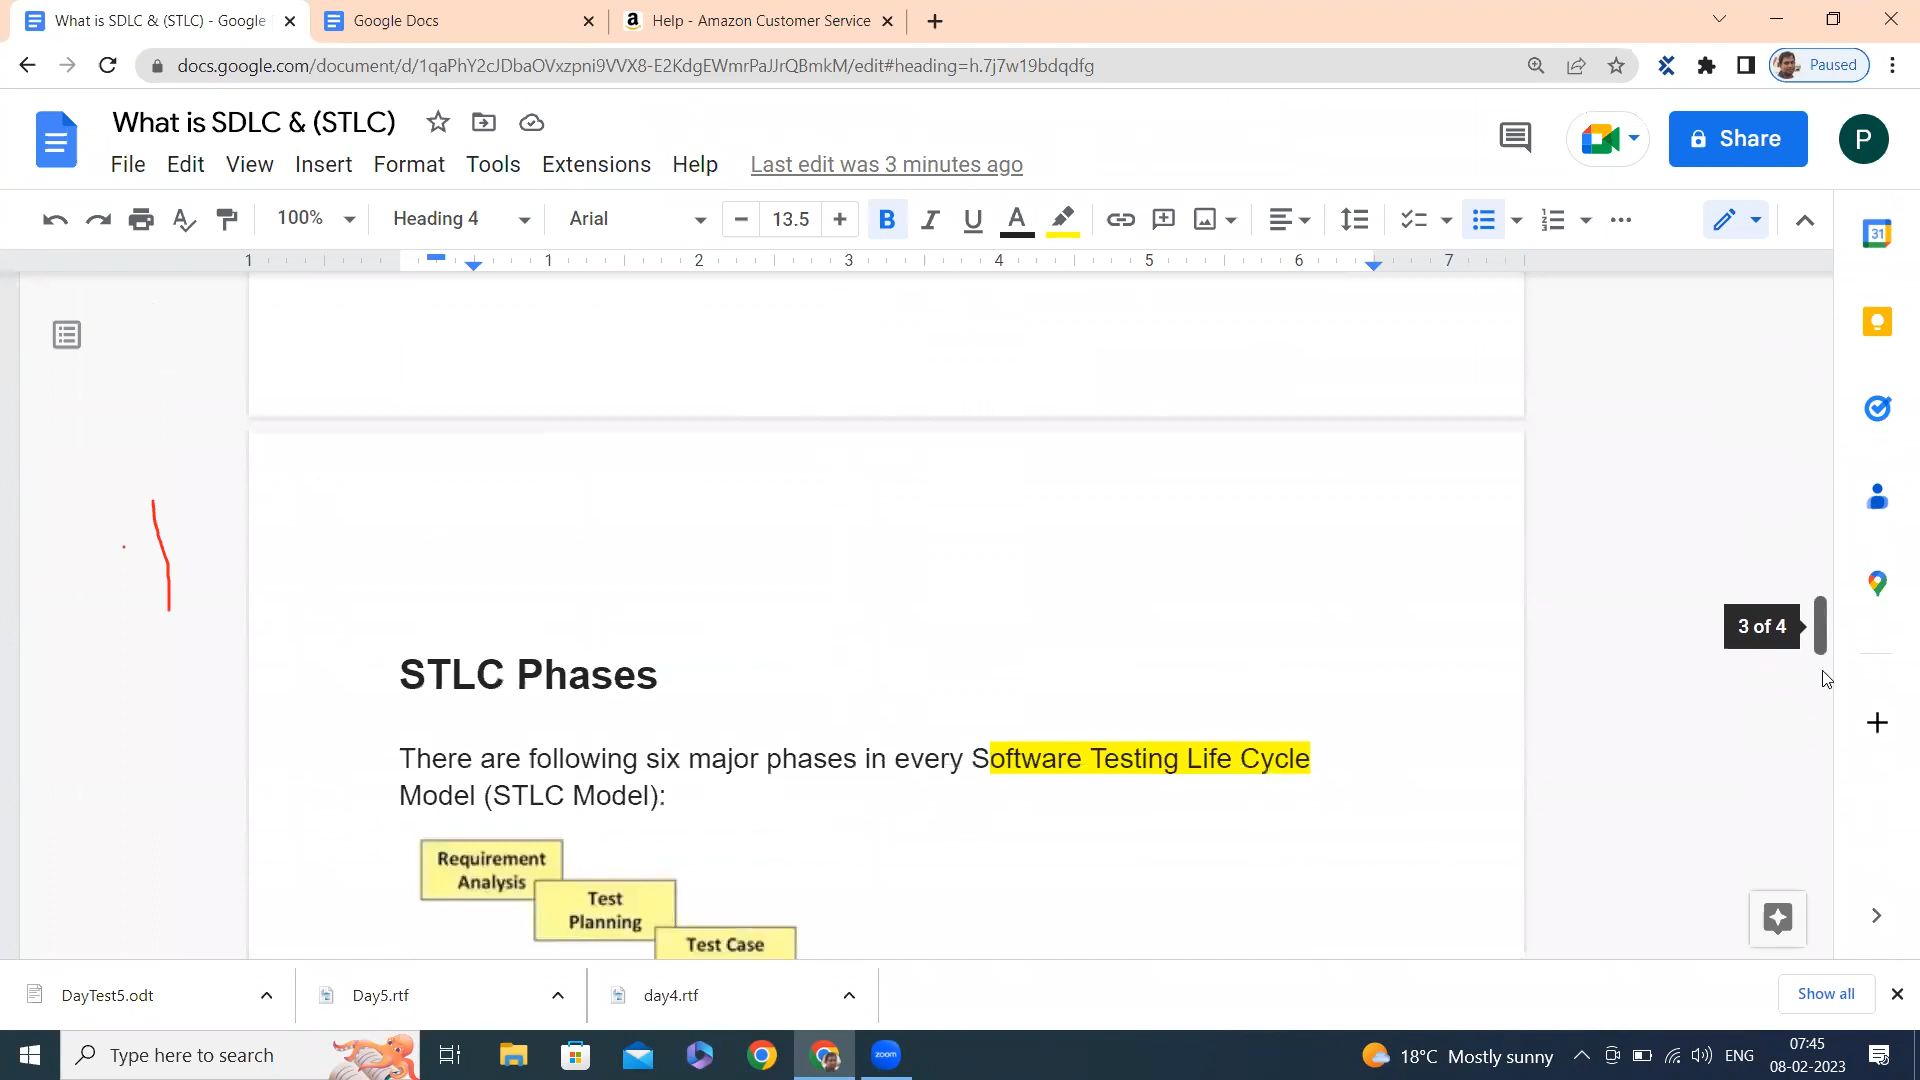 What is SDLC & (STLC) - Google
Google Docs
Help - Amazon Customer Service
docs.google.com/document/d/1qaPhY2cJDbaOVxzpni9VVX8-E2KdgEWmrPaJJrQBmkM/edit#heading=h.7j7w19bdqdfg
Paused
What is SDLC & (STLC)
Share
P
File Edit View Insert Format Tools Extensions Help Last edit was 3 minutes ago
100% Heading 4 Arial 13.5 B I U A
1 1 2 3 4 5 6 7
31
3 of 4
STLC Phases
There are following six major phases in every Software Testing Life Cycle
Model (STLC Model):
Requirement
Analysis
Test
Planning
Test Case
DayTest5.odt
Day5.rtf
day4.rtf
Show all
Type here to search
zoom
18°C Mostly sunny
ENG
07:45
08-02-2023